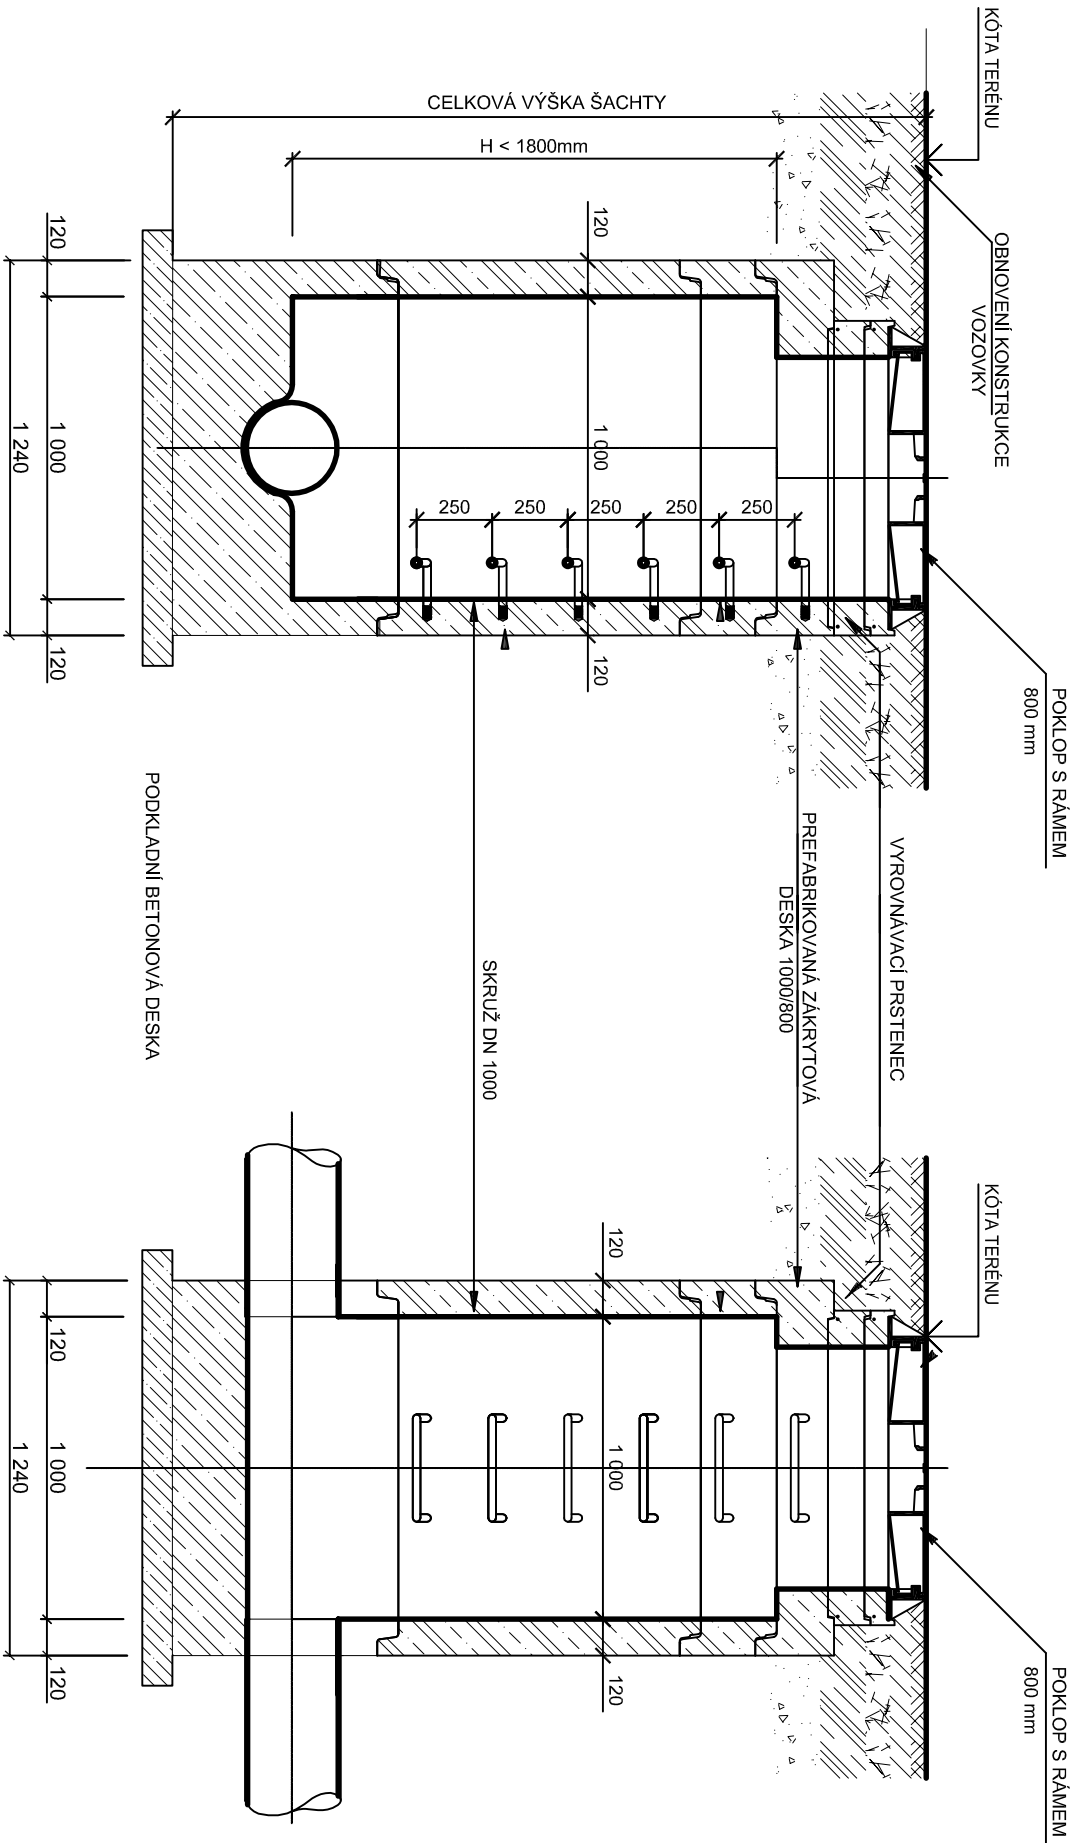 KÓTA TERÉNU
OBNOVENÍ KONSTRUKCE
VOZOVKY
POKLOP S RÁMEM
800 mm
CELKOVÁ VÝŠKA ŠACHTY
H < 1800mm
120
1 000
120
250
250
250
250
250
120
1 000
120
1 240
VYROVNÁVACÍ PRSTENEC
PREFABRIKOVANÁ ZÁKRYTOVÁ
DESKA 1000/800
SKRUŽ DN 1000
PODKLADNÍ BETONOVÁ DESKA
KÓTA TERÉNU
POKLOP S RÁMEM
800 mm
120
1 000
120
120
1 000
120
1 240